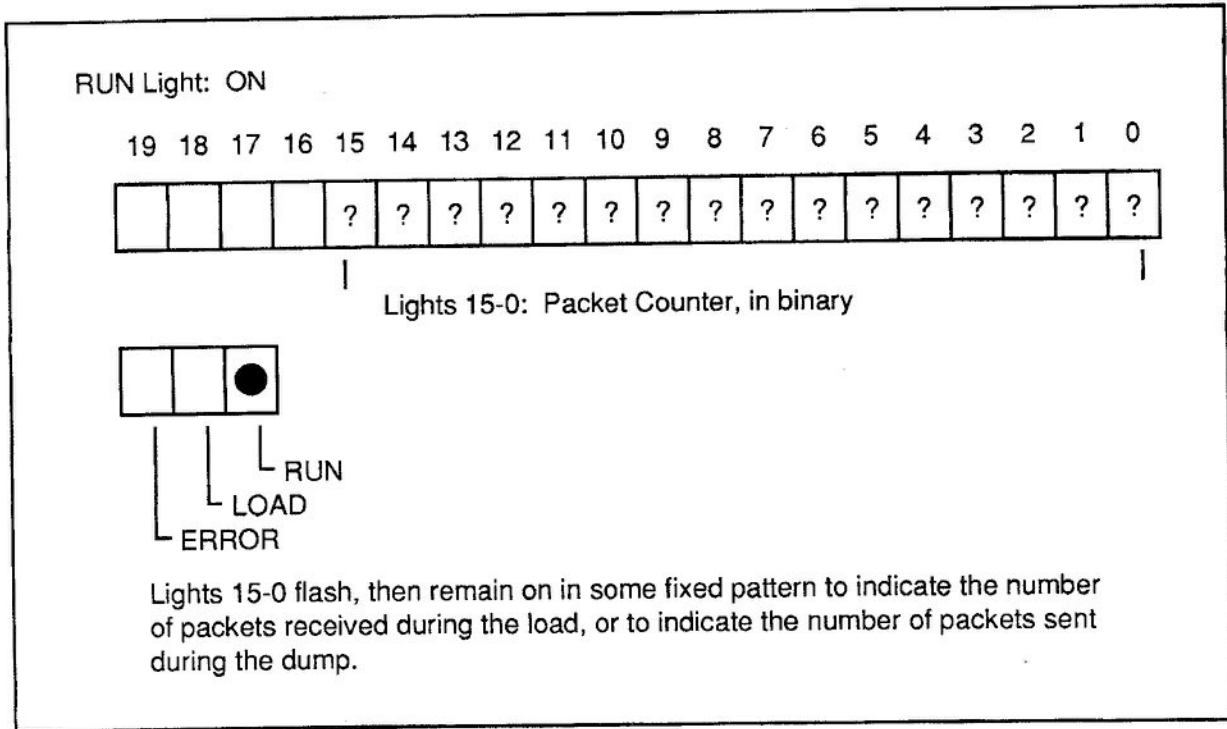 RUN Light: ON
19 18 17 16 15 14 13 12 11 10 9 8 7 6 5 4 3 2 1 0
? ? ? ? ? ? ? ? ? ? ? ? ? ? ? ?
Lights 15-0: Packet Counter, in binary
RUN
LOAD
ERROR
Lights 15-0 flash, then remain on in some fixed pattern to indicate the number
of packets received during the load, or to indicate the number of packets sent
during the dump.